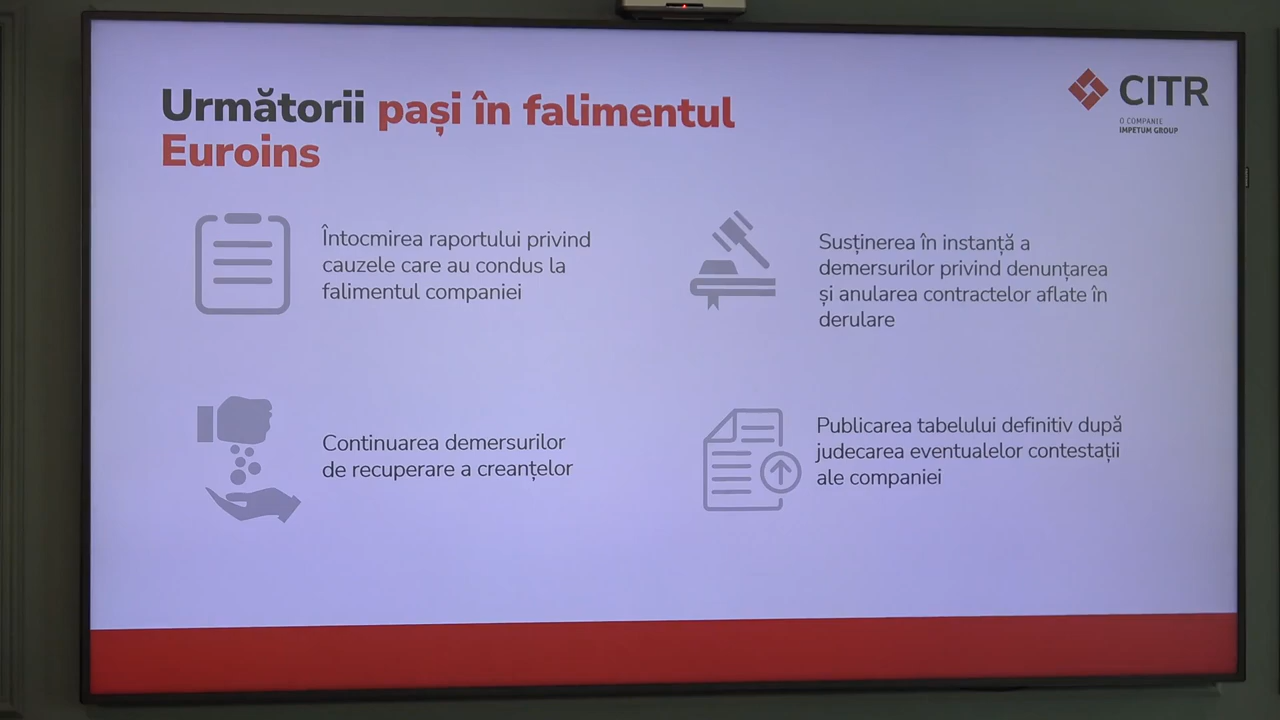 Următorii pași în falimentul
Euroins
CITR
O COMPANIE
IMPETUM GROUP
Întocmirea raportului privind
cauzele care au condus la
falimentul companiei
Susținerea în instanță a
demersurilor privind denunțarea
și anularea contractelor aflate în
derulare
Continuarea demersurilor
de recuperare a creanțelor
Publicarea tabelului definitiv după
judecarea eventualelor contestații
ale companiei